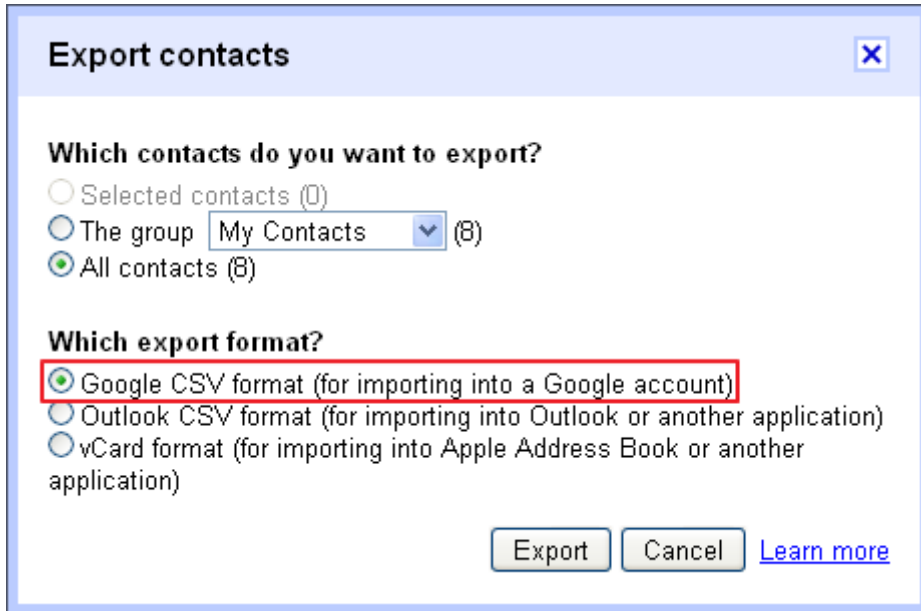 Export contacts
Which contacts do you want to export?
Selected contacts (0)
The group My Contacts (8)
All contacts (8)
Which export format?
Google CSV format (for importing into a Google account)
Outlook CSV format (for importing into Outlook or another application)
vCard format (for importing into Apple Address Book or another
application)
Export Cancel Learn more